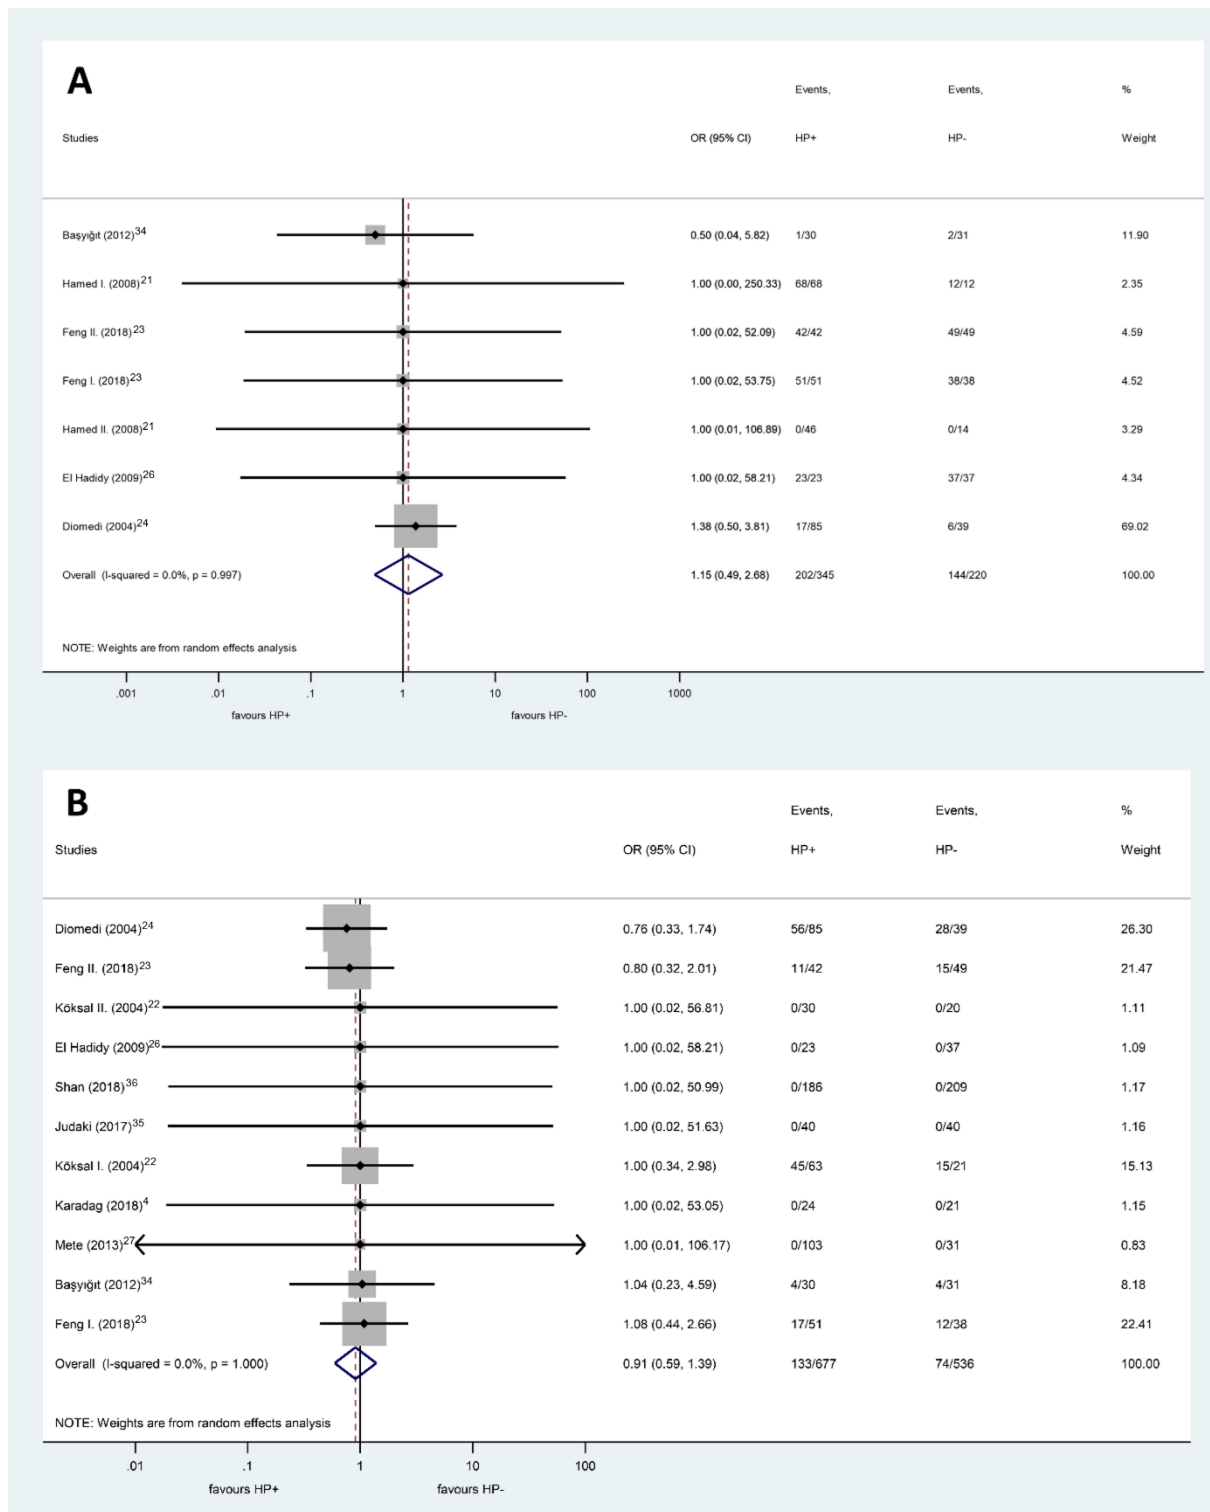 A
Events, Events, %
Studies OR (95% CI) HP+ HP- Weight
Başyığıt (2012)34 0.50 (0.04, 5.82) 1/30 2/31 11.90
Hamed I. (2008)21 1.00 (0.00, 250.33) 68/68 12/12 2.35
Feng II. (2018)23 1.00 (0.02, 52.09) 42/42 49/49 4.59
Feng I. (2018)23 1.00 (0.02, 53.75) 51/51 38/38 4.52
Hamed II. (2008)21 1.00 (0.01, 106.89) 0/46 0/14 3.29
El Hadidy (2009)26 1.00 (0.02, 58.21) 23/23 37/37 4.34
Diomedi (2004)24 1.38 (0.50, 3.81) 17/85 6/39 69.02
Overall (I-squared = 0.0%, p = 0.997) 1.15 (0.49, 2.68) 202/345 144/220 100.00
NOTE: Weights are from random effects analysis
.001 .01 .1 1 10 100 1000
favours HP+ favours HP-
B
Events, Events, %
Studies OR (95% CI) HP+ HP- Weight
Diomedi (2004)24 0.76 (0.33, 1.74) 56/85 28/39 26.30
Feng II. (2018)23 0.80 (0.32, 2.01) 11/42 15/49 21.47
Köksal II. (2004)22 1.00 (0.02, 56.81) 0/30 0/20 1.11
El Hadidy (2009)26 1.00 (0.02, 58.21) 0/23 0/37 1.09
Shan (2018)36 1.00 (0.02, 50.99) 0/186 0/209 1.17
Judaki (2017)35 1.00 (0.02, 51.63) 0/40 0/40 1.16
Köksal I. (2004)22 1.00 (0.34, 2.98) 45/63 15/21 15.13
Karadag (2018)4 1.00 (0.02, 53.05) 0/24 0/21 1.15
Mete (2013)27 1.00 (0.01, 106.17) 0/103 0/31 0.83
Başyığıt (2012)34 1.04 (0.23, 4.59) 4/30 4/31 8.18
Feng I. (2018)23 1.08 (0.44, 2.66) 17/51 12/38 22.41
Overall (I-squared = 0.0%, p = 1.000) 0.91 (0.59, 1.39) 133/677 74/536 100.00
NOTE: Weights are from random effects analysis
.01 .1 1 10 100
favours HP+ favours HP-